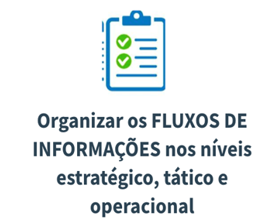 Organizar os FLUXOS DE
INFORMAÇÕES nos níveis
estratégico, tático e
operacional